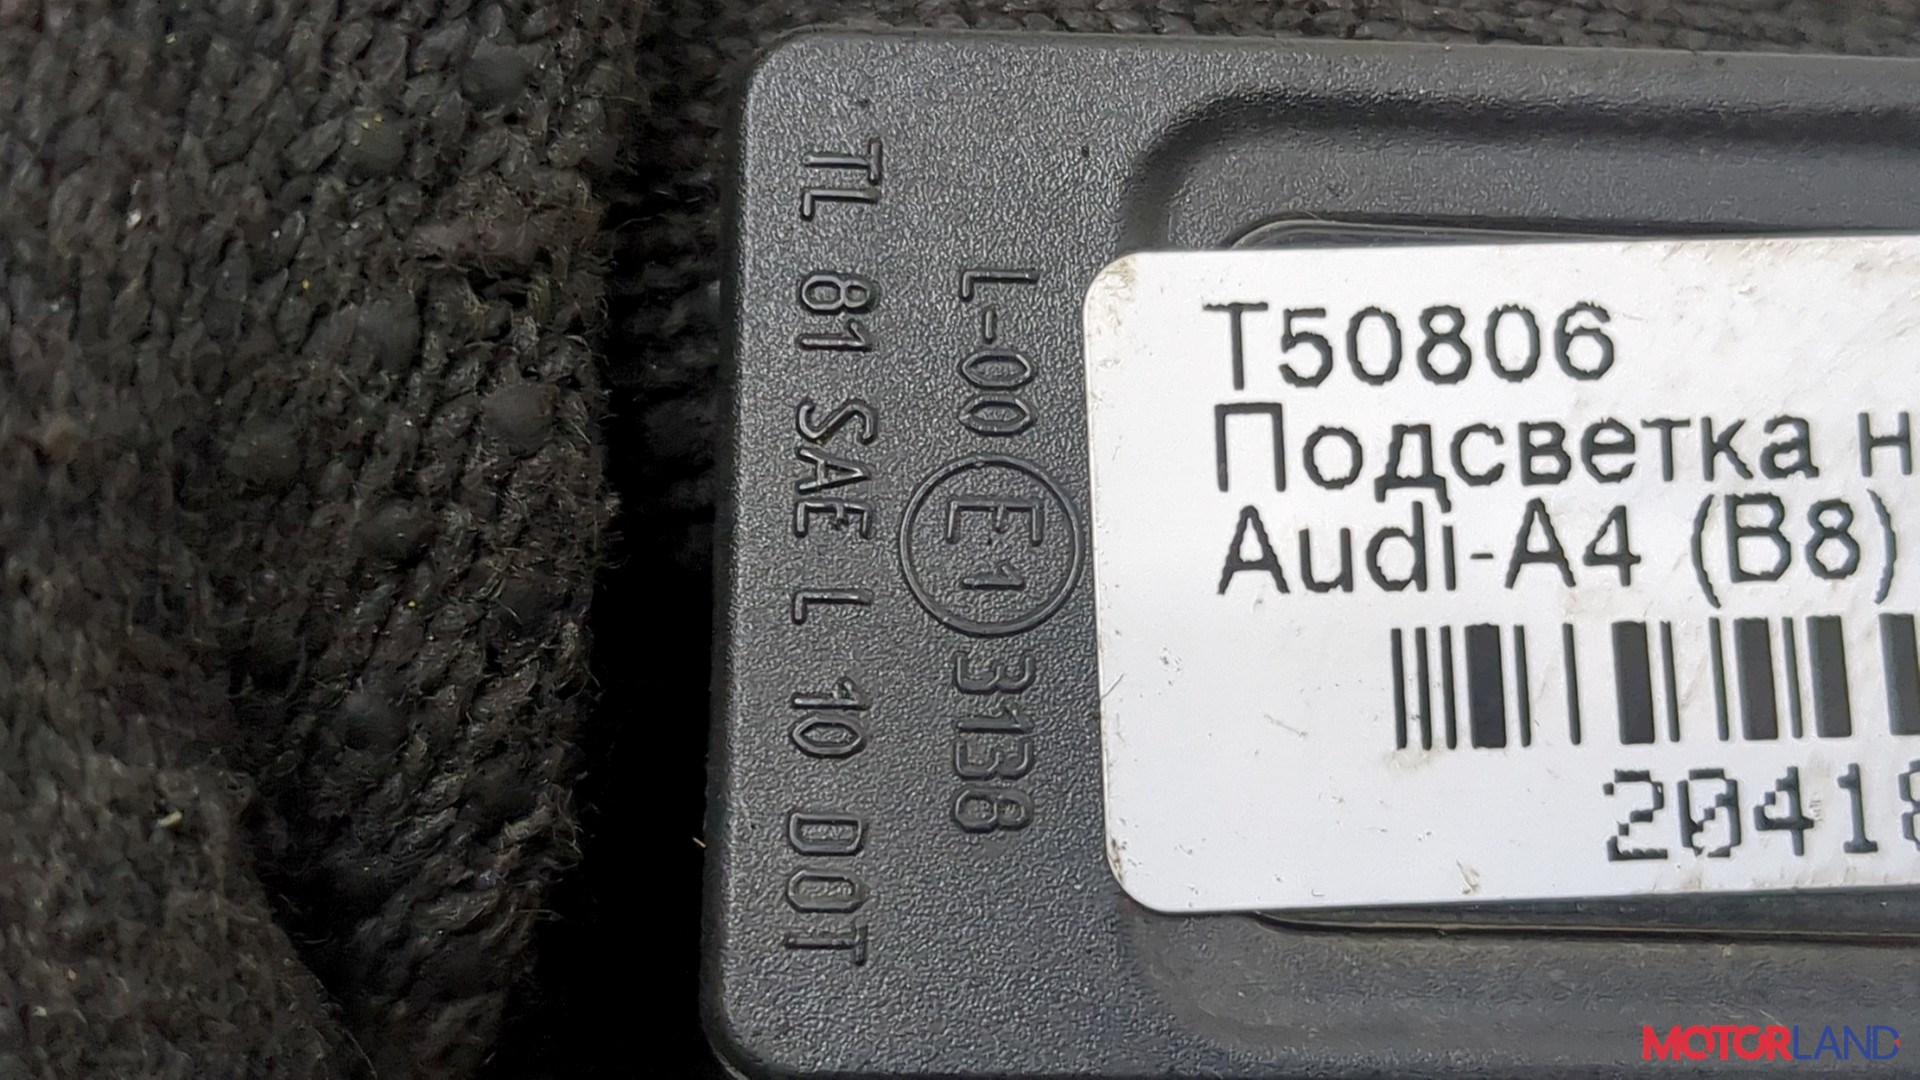 TL 81 SAE L 10 DOT
L-00 E1 3138
T50806
Подсветка н
Audi-A4 (B8)
20418
MOTORLAND